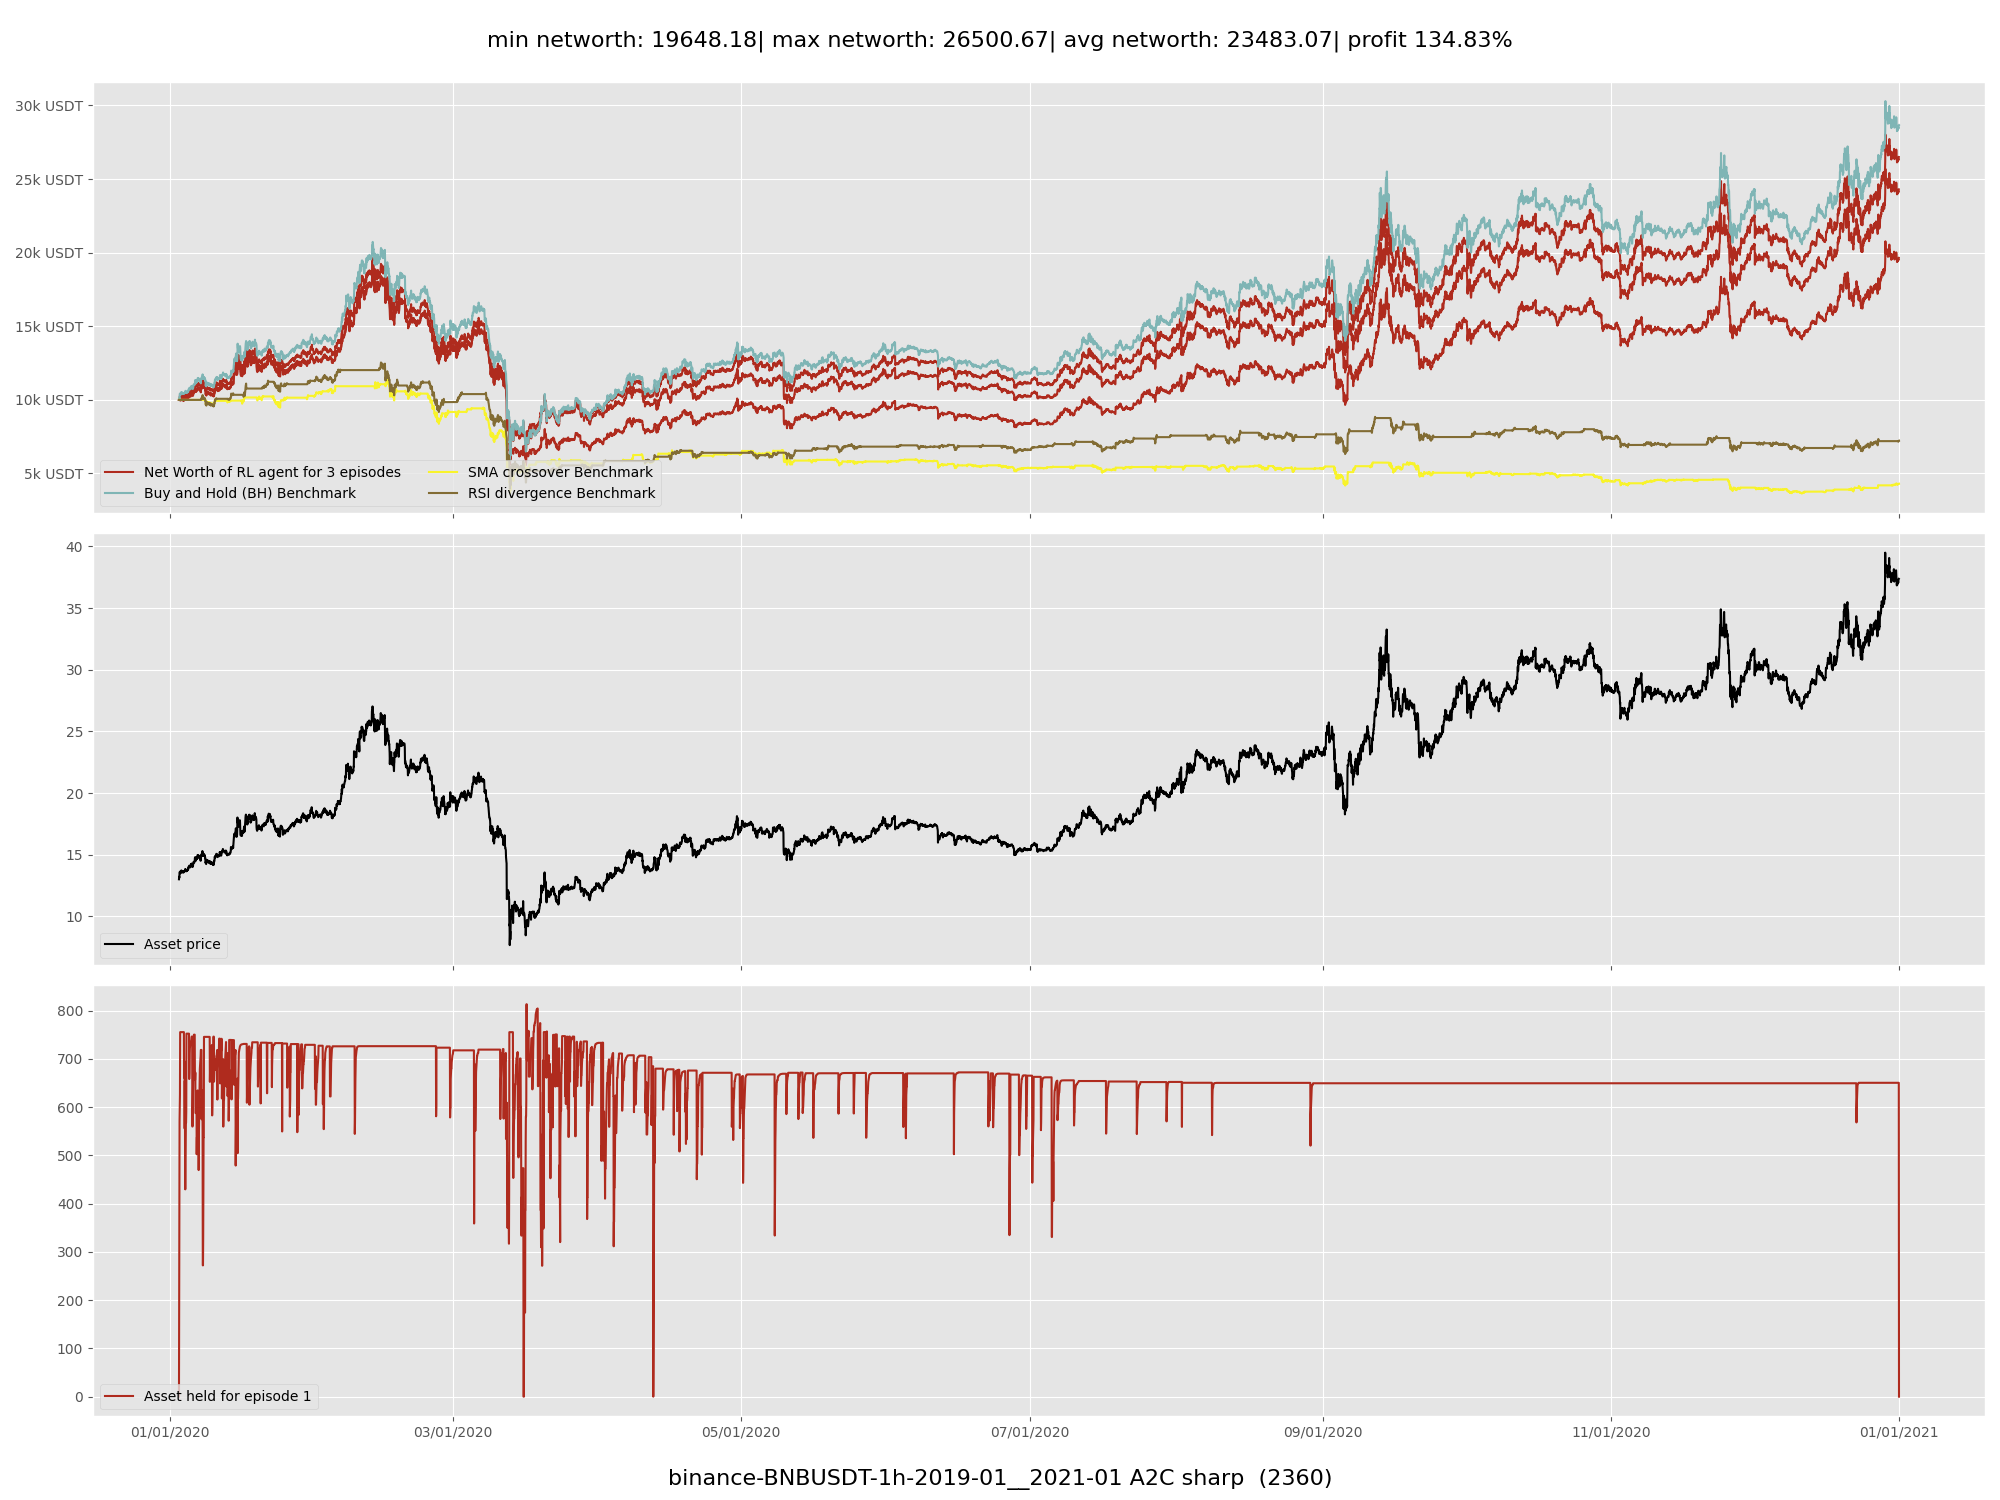 min networth: 19648.18| max networth: 26500.67| avg networth: 23483.07| profit 134.83%
30k USDT
25k USDT
20k USDT
15k USDT
10k USDT
5k USDT
Net Worth of RL agent for 3 episodes
Buy and Hold (BH) Benchmark
SMA crossover Benchmark
RSI divergence Benchmark
40
35
30
25
20
15
10
Asset price
800
700
600
500
400
300
200
100
0
Asset held for episode 1
01/01/2020 03/01/2020 05/01/2020 07/01/2020 09/01/2020 11/01/2020 01/01/2021
binance-BNBUSDT-1h-2019-01__2021-01 A2C sharp (2360)